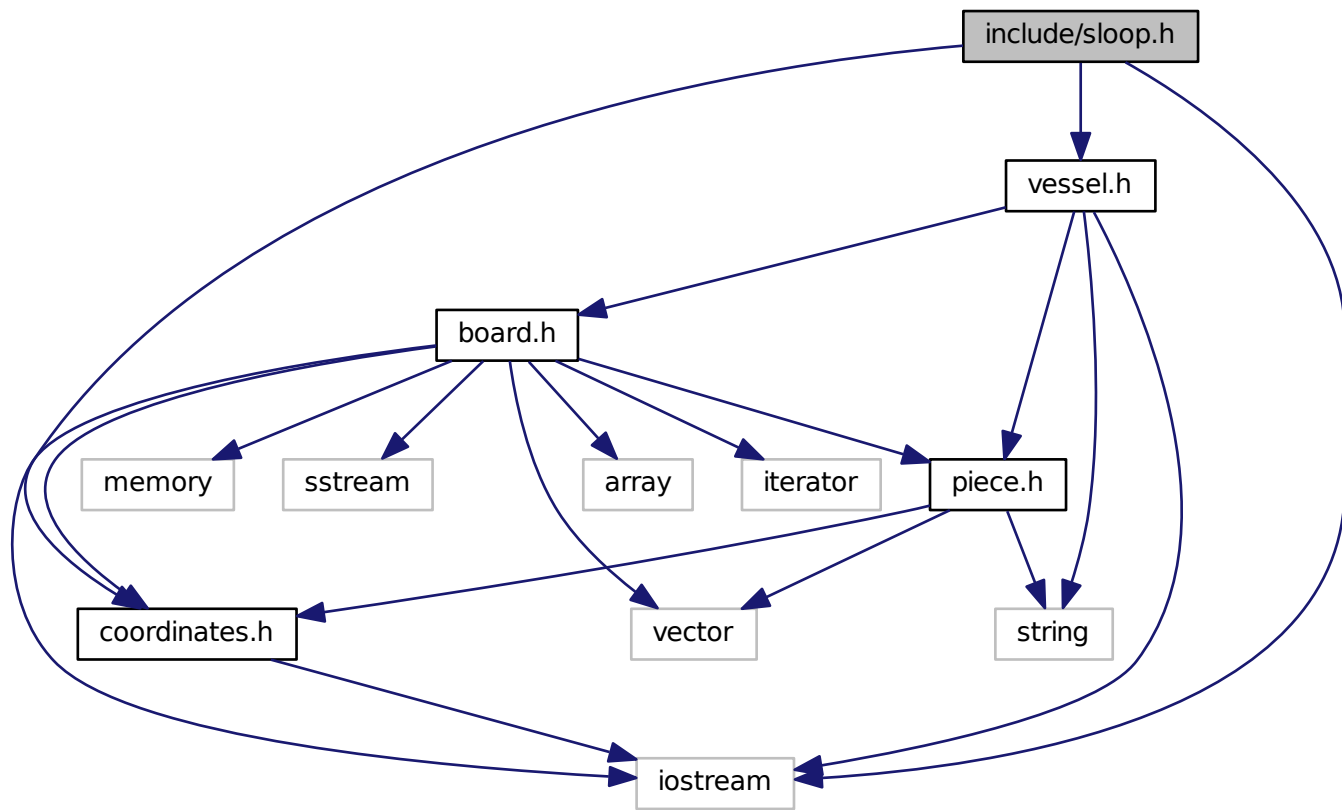 include/sloop.h
vessel.h
board.h
memory
sstream
array
iterator
piece.h
coordinates.h
vector
string
iostream